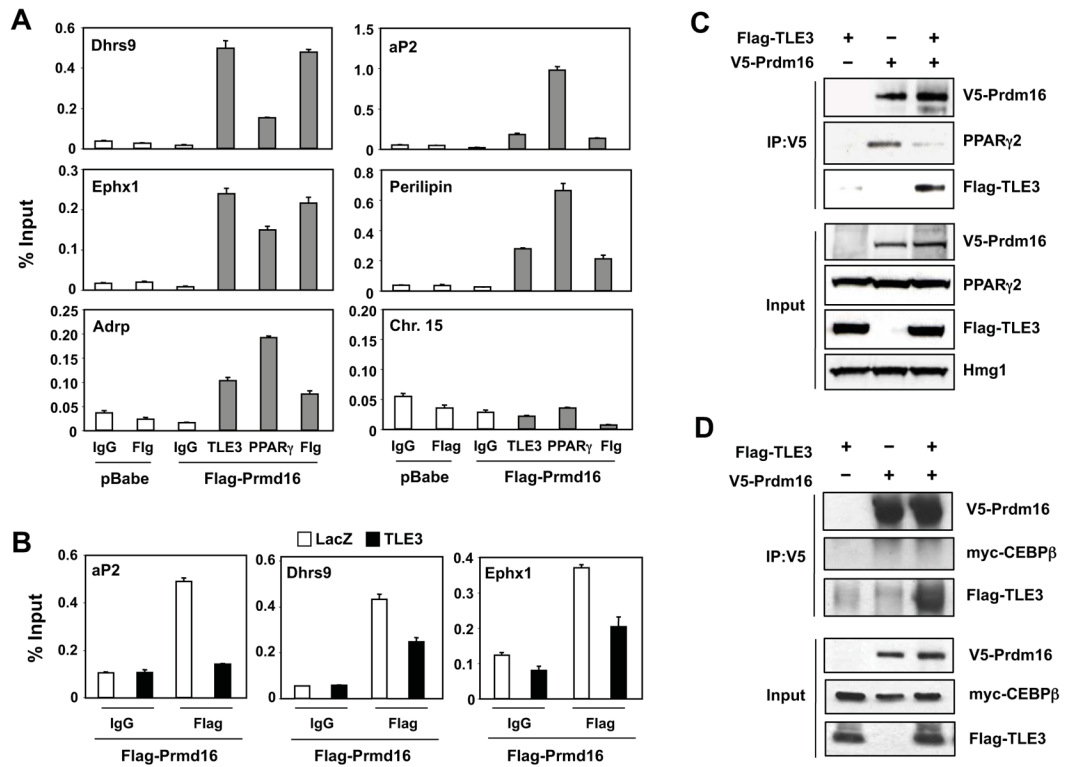 A
Dhrs9
aP2
0.6
0.4
0.2
0
1.5
1.0
0.5
0
Ephx1
Perilipin
0.3
0.2
0.1
0
0.8
0.6
0.4
0.2
0
% Input
Adrp
Chr. 15
0.20
0.15
0.10
0.05
0
0.20
0.15
0.10
0.05
0
IgG Flg IgG TLE3 PPARγ Flg
pBabe Flag-Prmd16
IgG Flag IgG TLE3 PPARγ Flg
pBabe Flag-Prmd16
B
LacZ TLE3
aP2
0.6
0.4
0.2
0
Dhrs9
0.6
0.4
0.2
0
Ephx1
0.4
0.3
0.2
0.1
0
% Input
IgG Flag
Flag-Prmd16
IgG Flag
Flag-Prmd16
IgG Flag
Flag-Prmd16
C
Flag-TLE3 + – +
V5-Prdm16 – + +
IP:V5
V5-Prdm16
PPARγ2
Flag-TLE3
Input
V5-Prdm16
PPARγ2
Flag-TLE3
Hmg1
D
Flag-TLE3 + – +
V5-Prdm16 – + +
IP:V5
V5-Prdm16
myc-CEBPβ
Flag-TLE3
Input
V5-Prdm16
myc-CEBPβ
Flag-TLE3